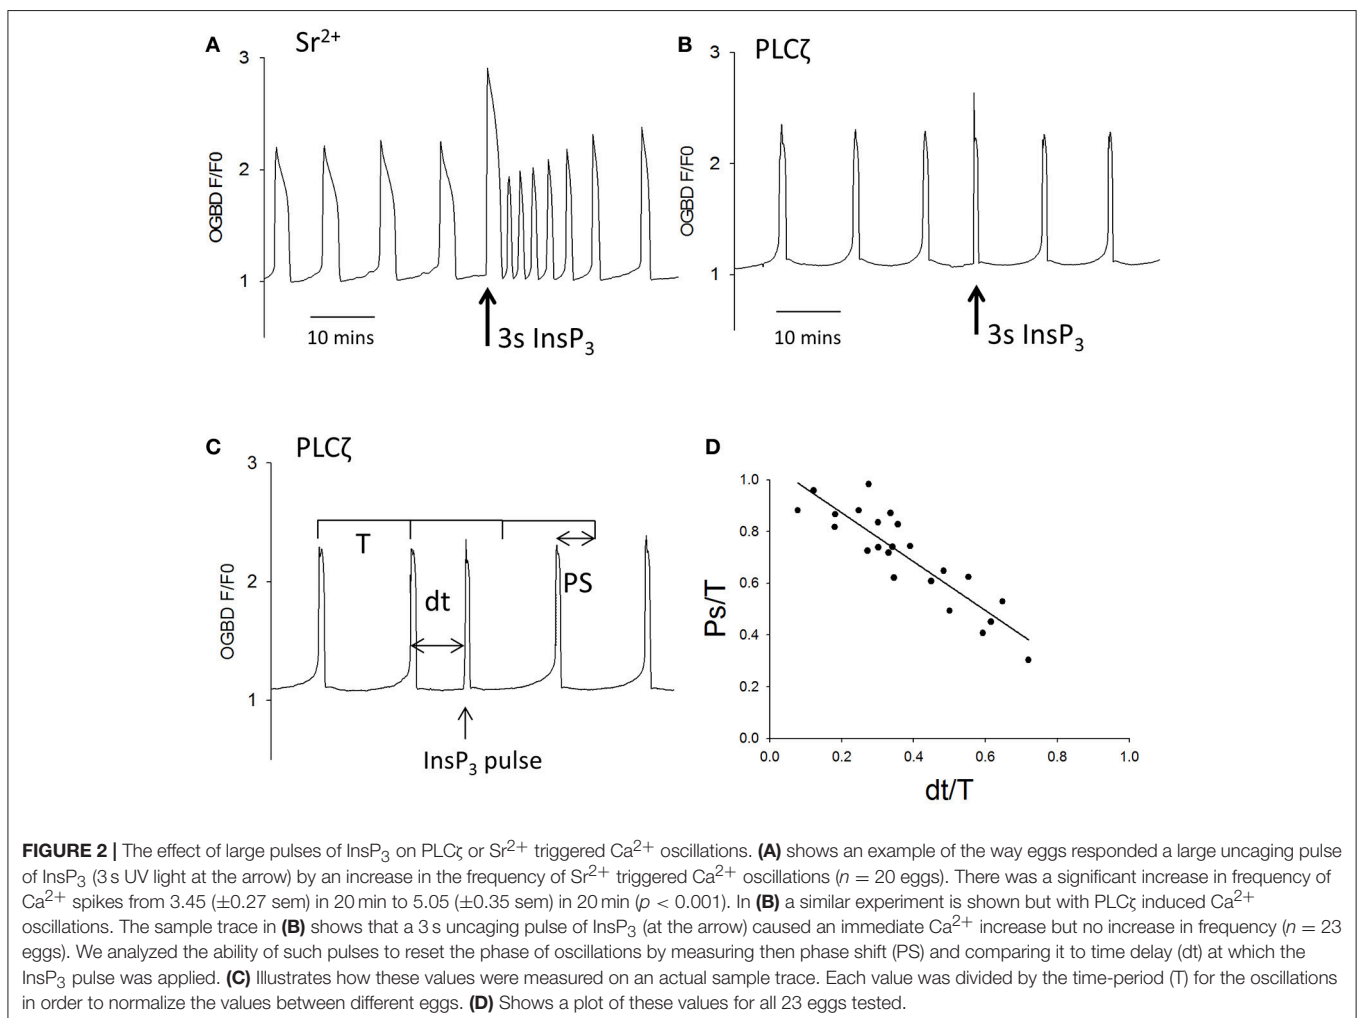 A Sr2+
3
2
1
OGBD F/F0
10 mins
3s InsP3
B PLCζ
3
2
1
OGBD F/F0
10 mins
3s InsP3
C PLCζ
3
2
1
OGBD F/F0
T
dt
PS
InsP3 pulse
D
1.0
0.8
0.6
0.4
0.2
0.0
Ps/T
0.0 0.2 0.4 0.6 0.8 1.0
dt/T
FIGURE 2 | The effect of large pulses of InsP3 on PLCζ or Sr2+ triggered Ca2+ oscillations. (A) shows an example of the way eggs responded a large uncaging pulse
of InsP3 (3 s UV light at the arrow) by an increase in the frequency of Sr2+ triggered Ca2+ oscillations (n = 20 eggs). There was a significant increase in frequency of
Ca2+ spikes from 3.45 (±0.27 sem) in 20 min to 5.05 (±0.35 sem) in 20 min (p < 0.001). In (B) a similar experiment is shown but with PLCζ induced Ca2+
oscillations. The sample trace in (B) shows that a 3 s uncaging pulse of InsP3 (at the arrow) caused an immediate Ca2+ increase but no increase in frequency (n = 23
eggs). We analyzed the ability of such pulses to reset the phase of oscillations by measuring then phase shift (PS) and comparing it to time delay (dt) at which the
InsP3 pulse was applied. (C) Illustrates how these values were measured on an actual sample trace. Each value was divided by the time-period (T) for the oscillations
in order to normalize the values between different eggs. (D) Shows a plot of these values for all 23 eggs tested.